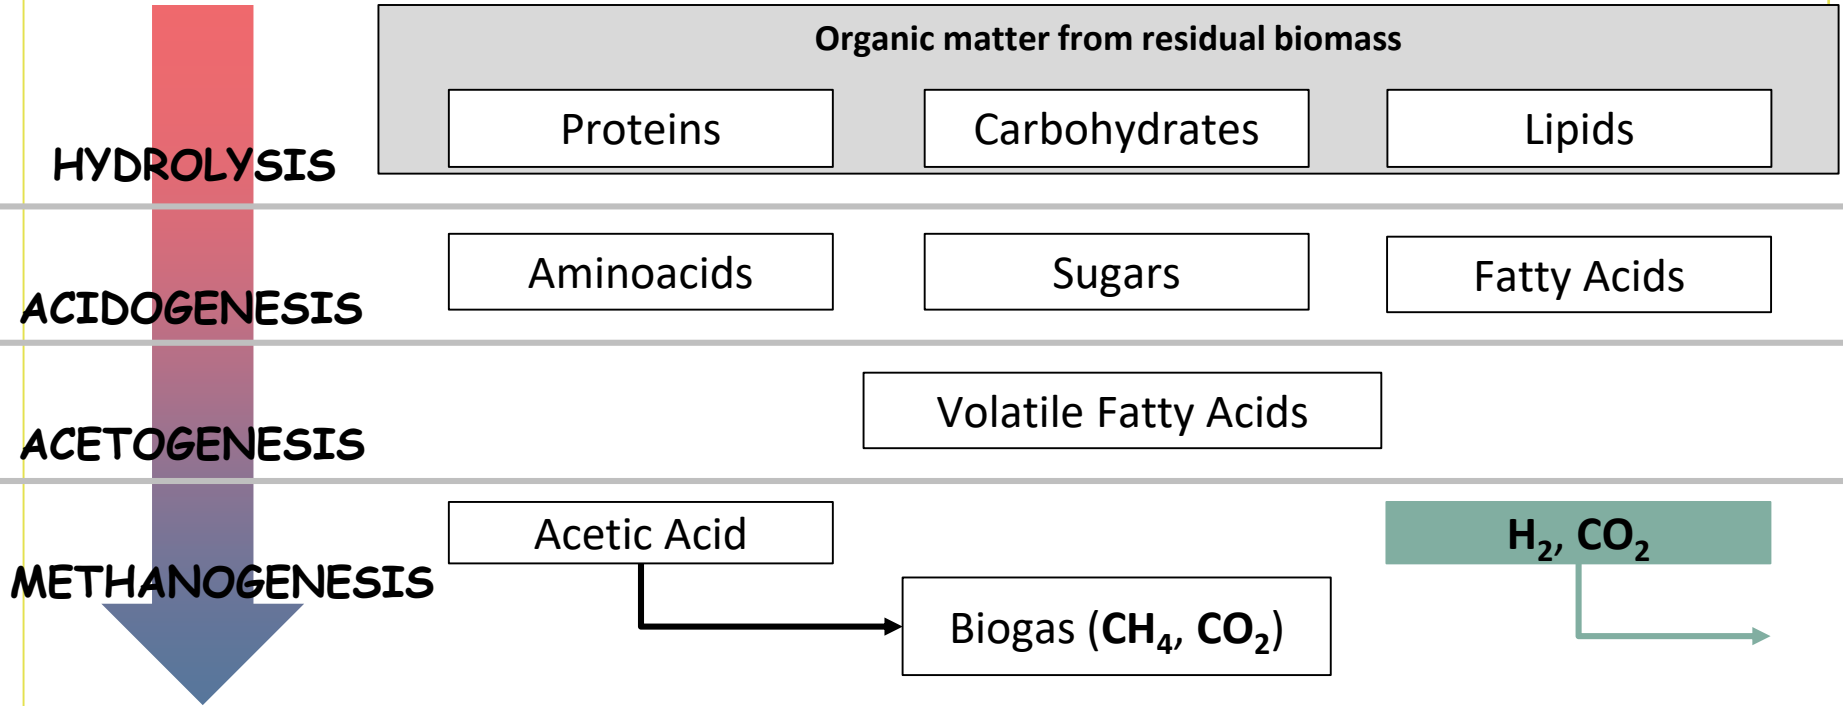 Organic matter from residual biomass
Proteins
Carbohydrates
Lipids
HYDROLYSIS
Aminoacids
Sugars
Fatty Acids
ACIDOGENESIS
Volatile Fatty Acids
ACETOGENESIS
Acetic Acid
H₂, CO₂
METHANOGENESIS
Biogas (CH₄, CO₂)